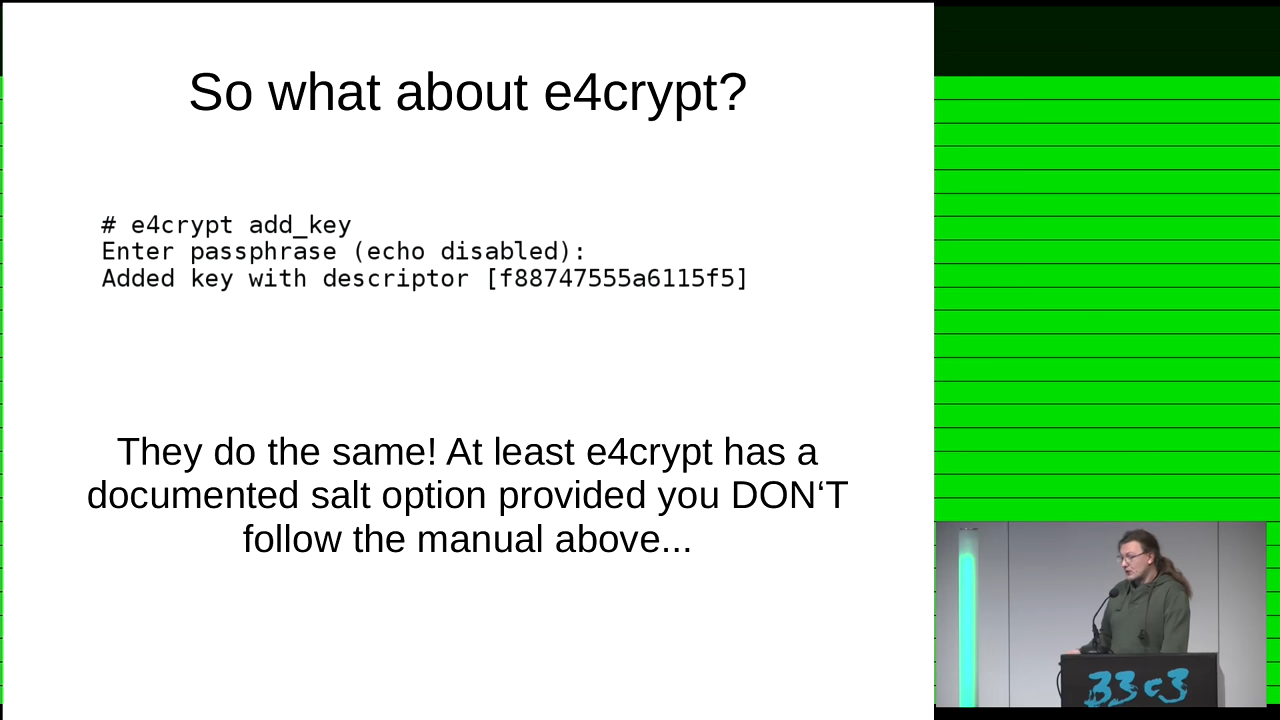 So what about e4crypt?
# e4crypt add_key
Enter passphrase (echo disabled):
Added key with descriptor [f88747555a6115f5]
They do the same! At least e4crypt has a
documented salt option provided you DON‘T
follow the manual above...
33c3